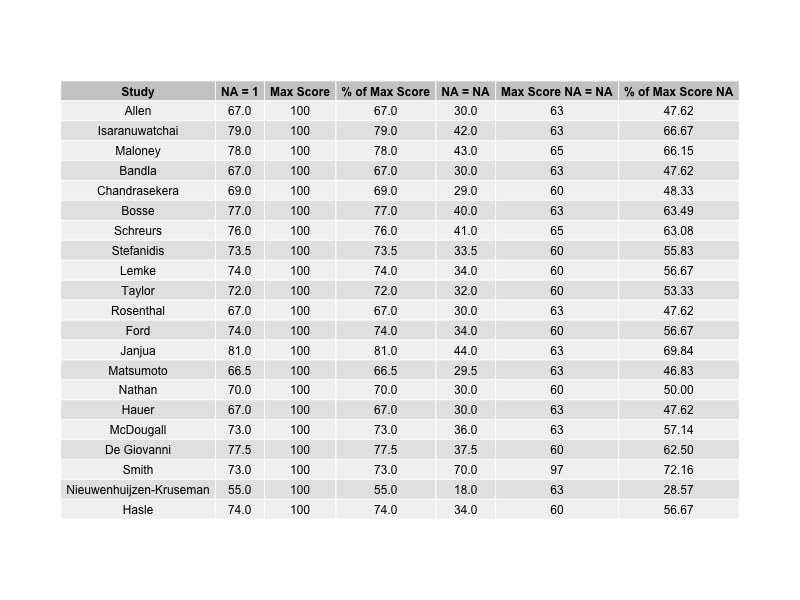 Study NA = 1 Max Score % of Max Score NA = NA Max Score NA = NA % of Max Score NA
Allen 67.0 100 67.0 30.0 63 47.62
Isaranuwatchai 79.0 100 79.0 42.0 63 66.67
Maloney 78.0 100 78.0 43.0 65 66.15
Bandla 67.0 100 67.0 30.0 63 47.62
Chandrasekera 69.0 100 69.0 29.0 60 48.33
Bosse 77.0 100 77.0 40.0 63 63.49
Schreurs 76.0 100 76.0 41.0 65 63.08
Stefanidis 73.5 100 73.5 33.5 60 55.83
Lemke 74.0 100 74.0 34.0 60 56.67
Taylor 72.0 100 72.0 32.0 60 53.33
Rosenthal 67.0 100 67.0 30.0 63 47.62
Ford 74.0 100 74.0 34.0 60 56.67
Janjua 81.0 100 81.0 44.0 63 69.84
Matsumoto 66.5 100 66.5 29.5 63 46.83
Nathan 70.0 100 70.0 30.0 60 50.00
Hauer 67.0 100 67.0 30.0 63 47.62
McDougall 73.0 100 73.0 36.0 63 57.14
De Giovanni 77.5 100 77.5 37.5 60 62.50
Smith 73.0 100 73.0 70.0 97 72.16
Nieuwenhuijzen-Kruseman 55.0 100 55.0 18.0 63 28.57
Hasle 74.0 100 74.0 34.0 60 56.67